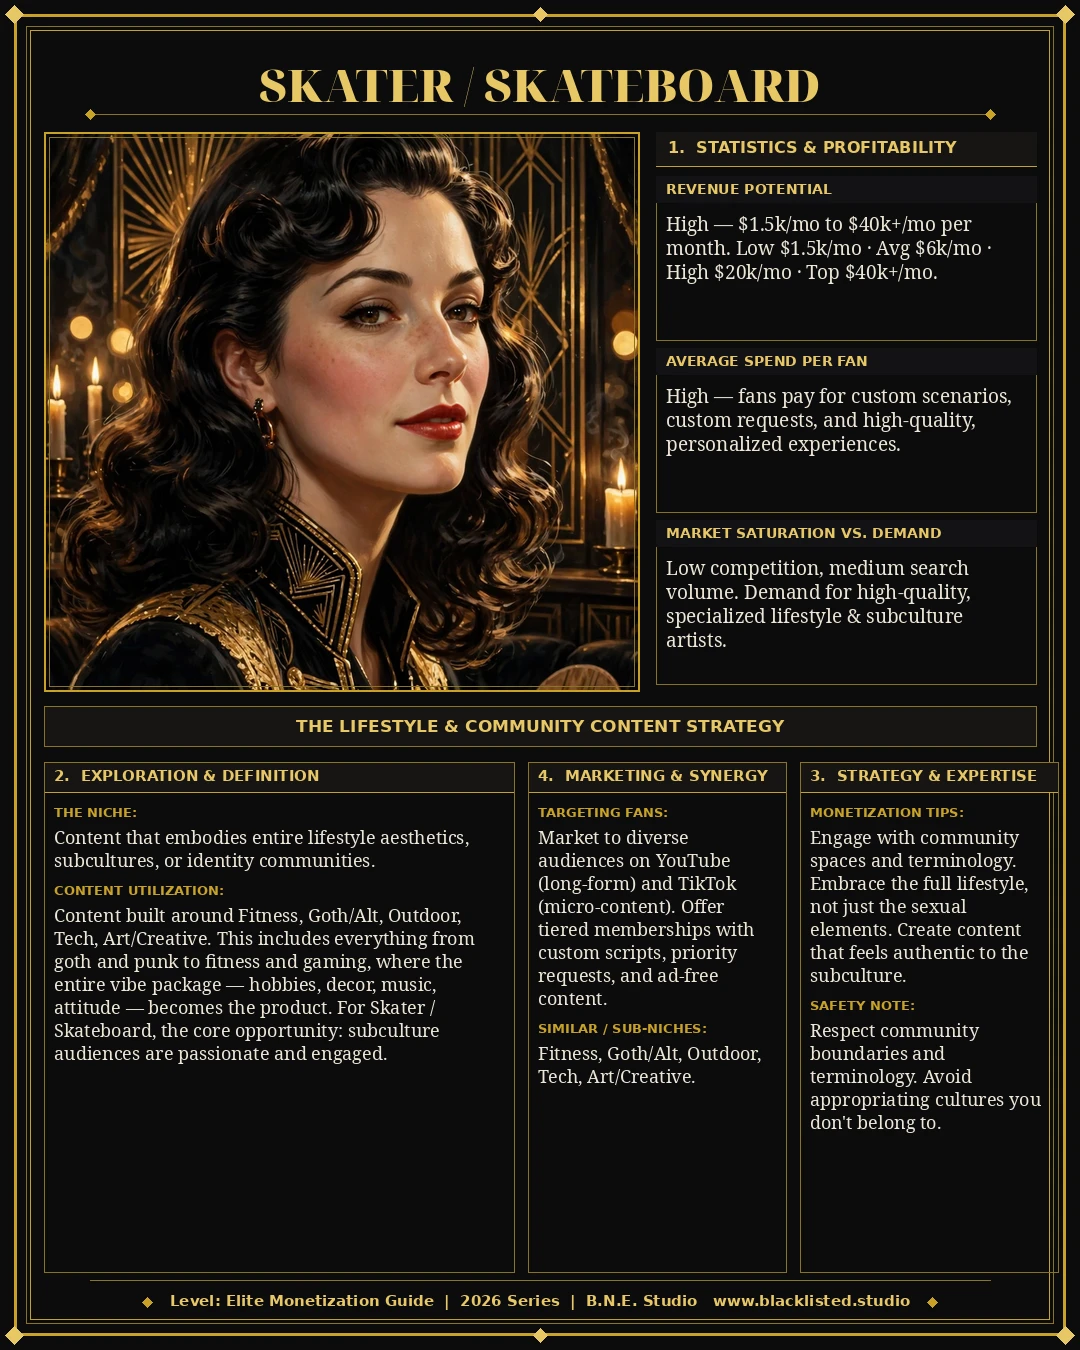 SKATER / SKATEBOARD
1. STATISTICS & PROFITABILITY
REVENUE POTENTIAL
High — $1.5k/mo to $40k+/mo per
month. Low $1.5k/mo · Avg $6k/mo ·
High $20k/mo · Top $40k+/mo.
AVERAGE SPEND PER FAN
High — fans pay for custom scenarios,
custom requests, and high-quality,
personalized experiences.
MARKET SATURATION VS. DEMAND
Low competition, medium search
volume. Demand for high-quality,
specialized lifestyle & subculture
artists.
THE LIFESTYLE & COMMUNITY CONTENT STRATEGY
2. EXPLORATION & DEFINITION
THE NICHE:
Content that embodies entire lifestyle aesthetics,
subcultures, or identity communities.
CONTENT UTILIZATION:
Content built around Fitness, Goth/Alt, Outdoor,
Tech, Art/Creative. This includes everything from
goth and punk to fitness and gaming, where the
entire vibe package — hobbies, decor, music,
attitude — becomes the product. For Skater /
Skateboard, the core opportunity: subculture
audiences are passionate and engaged.
4. MARKETING & SYNERGY
TARGETING FANS:
Market to diverse
audiences on YouTube
(long-form) and TikTok
(micro-content). Offer
tiered memberships with
custom scripts, priority
requests, and ad-free
content.
SIMILAR / SUB-NICHES:
Fitness, Goth/Alt, Outdoor,
Tech, Art/Creative.
3. STRATEGY & EXPERTISE
MONETIZATION TIPS:
Engage with community
spaces and terminology.
Embrace the full lifestyle,
not just the sexual
elements. Create content
that feels authentic to the
subculture.
SAFETY NOTE:
Respect community
boundaries and
terminology. Avoid
appropriating cultures you
don't belong to.
Level: Elite Monetization Guide | 2026 Series | B.N.E. Studio www.blacklisted.studio